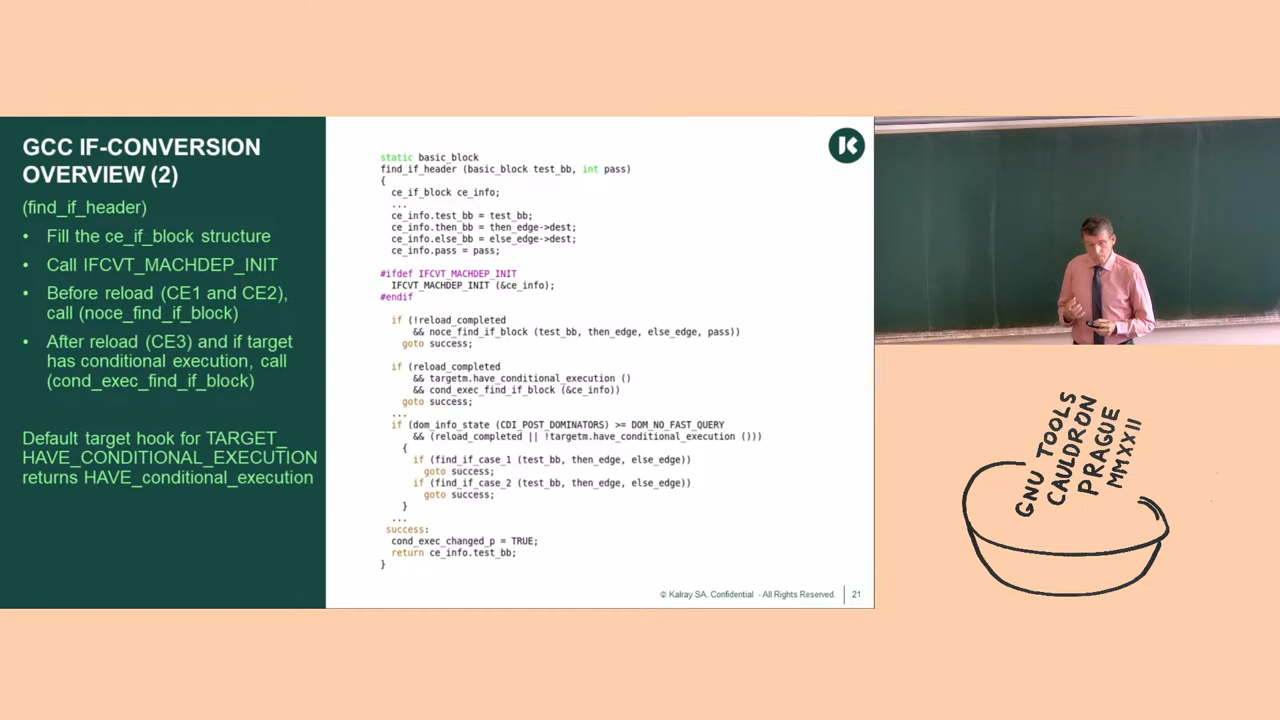 GCC IF-CONVERSION
OVERVIEW (2)
(find_if_header)
• Fill the ce_if_block structure
• Call IFCVT_MACHDEP_INIT
• Before reload (CE1 and CE2),
call (noce_find_if_block)
• After reload (CE3) and if target
has conditional execution, call
(cond_exec_find_if_block)
Default target hook for TARGET_
HAVE_CONDITIONAL_EXECUTION
returns HAVE_conditional_execution
static basic_block
find_if_header (basic_block test_bb, int pass)
{
ce_if_block ce_info;
...
ce_info.test_bb = test_bb;
ce_info.then_bb = then_edge->dest;
ce_info.else_bb = else_edge->dest;
ce_info.pass = pass;
#ifdef IFCVT_MACHDEP_INIT
IFCVT_MACHDEP_INIT (&ce_info);
#endif
if (!reload_completed
&& noce_find_if_block (test_bb, then_edge, else_edge, pass))
goto success;
if (reload_completed
&& targetm.have_conditional_execution ()
&& cond_exec_find_if_block (&ce_info))
goto success;
...
if (dom_info_state (CDI_POST_DOMINATORS) >= DOM_NO_FAST_QUERY
&& (reload_completed || !targetm.have_conditional_execution ()))
{
if (find_if_case_1 (test_bb, then_edge, else_edge))
goto success;
if (find_if_case_2 (test_bb, then_edge, else_edge))
goto success;
}
...
success:
cond_exec_changed_p = TRUE;
return ce_info.test_bb;
}
© Kalray SA. Confidential - All Rights Reserved. 21
GNU TOOLS
CAULDRON
PRAGUE
MMXXII